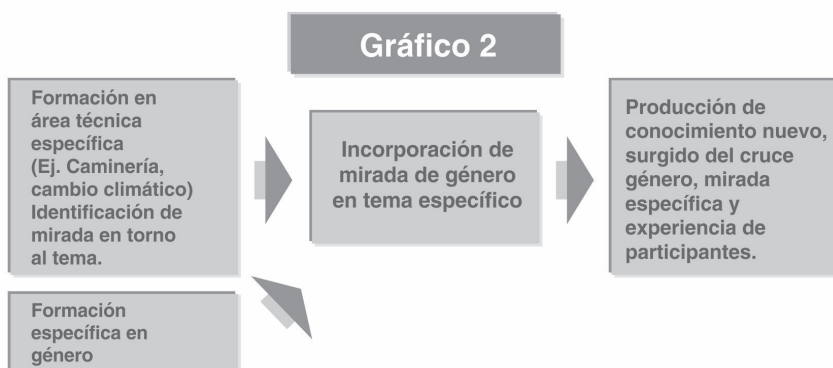 Gráfico 2
Formación en
área técnica
específica
(Ej. Caminería,
cambio climático)
Identificación de
mirada en torno
al tema.
Incorporación de
mirada de género
en tema específico
Producción de
conocimiento nuevo,
surgido del cruce
género, mirada
específica y
experiencia de
participantes.
Formación
específica en
género